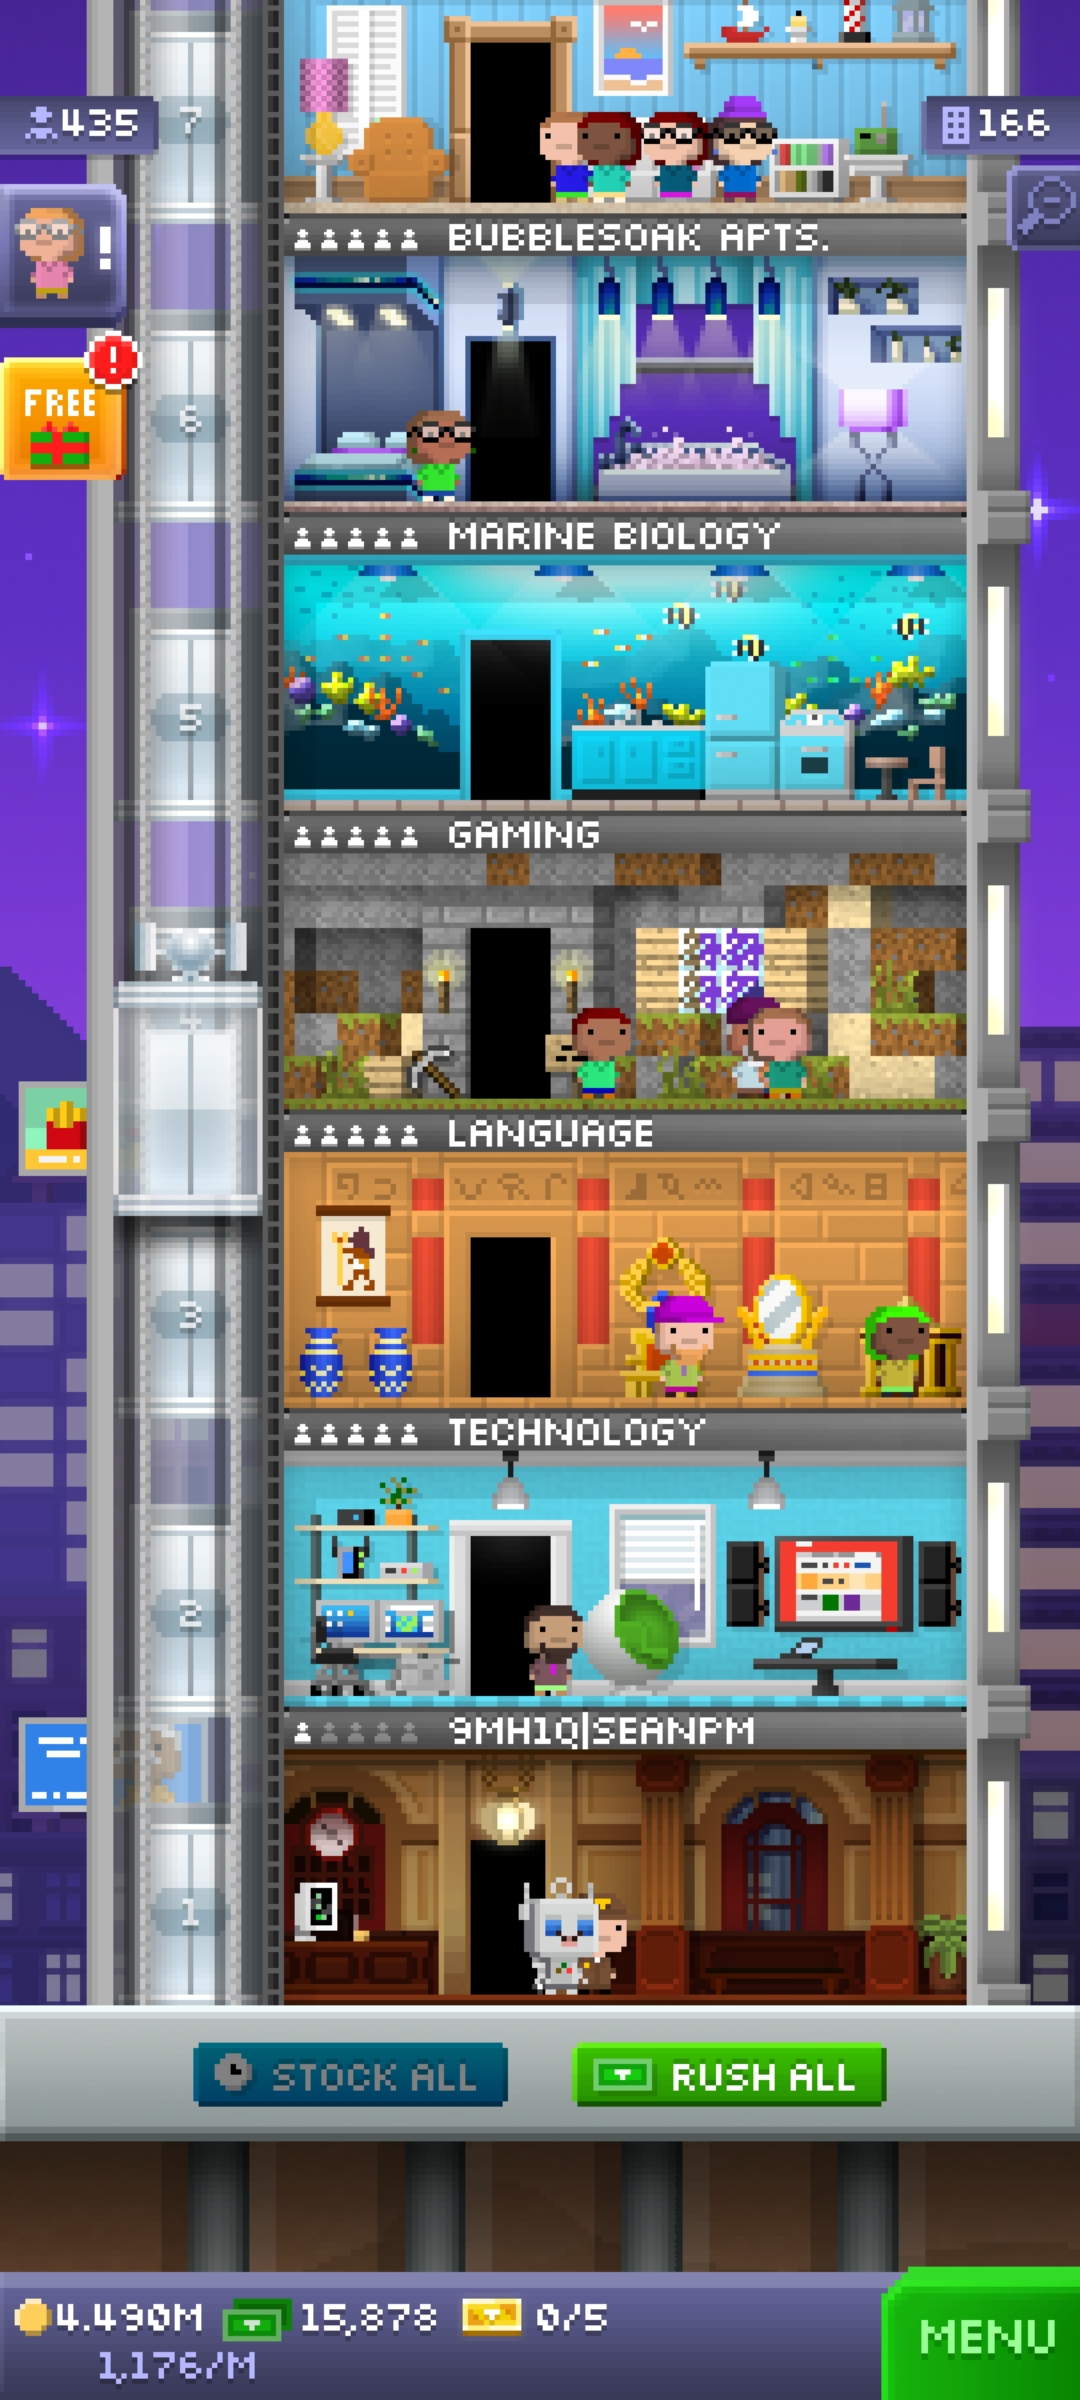 7
435
166
BUBBLESOAK APTS.
!
!
FREE
6
MARINE BIOLOGY
5
GAMING
4
LANGUAGE
3
TECHNOLOGY
2
9MH1Q|SEANPM
1
STOCK ALL
RUSH ALL
4.490M
15,878
0/5
1,176/M
MENU